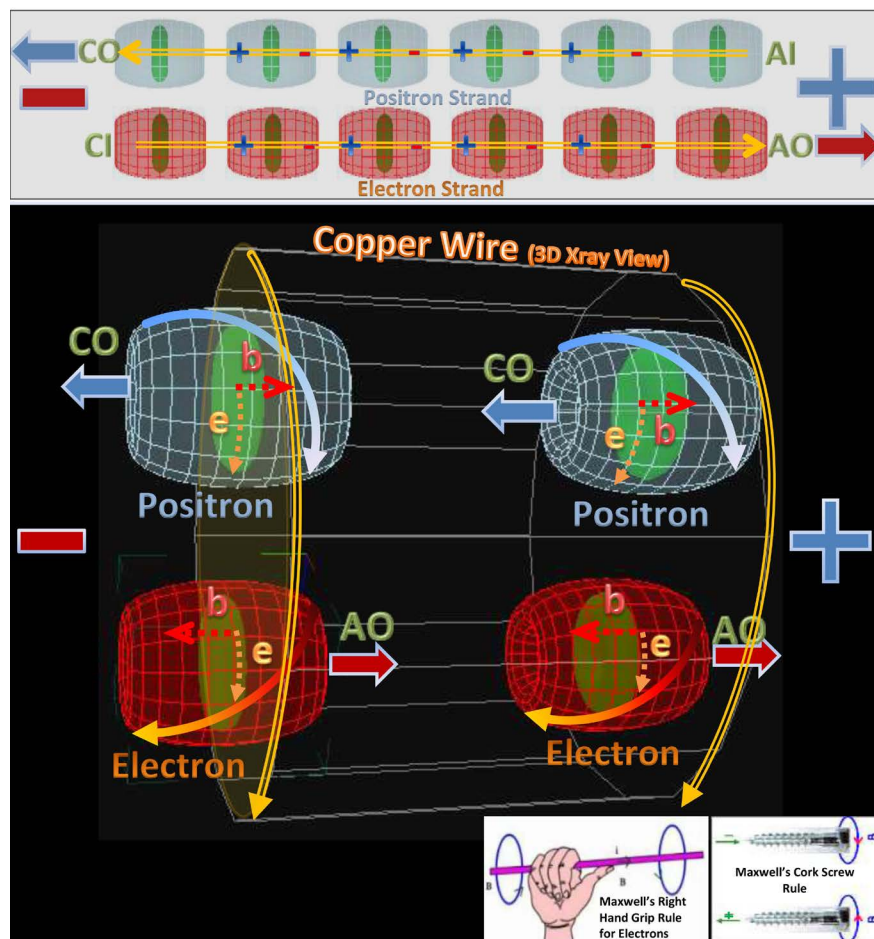 CO
AI
Positron Strand
CI
AO
Electron Strand
Copper Wire (3D Xray View)
CO
b
e
CO
e
b
Positron
Positron
b
e
AO
b
e
AO
Electron
Electron
B
i
B
Maxwell's Right
Hand Grip Rule
for Electrons
B
Maxwell's Cork Screw
Rule
B